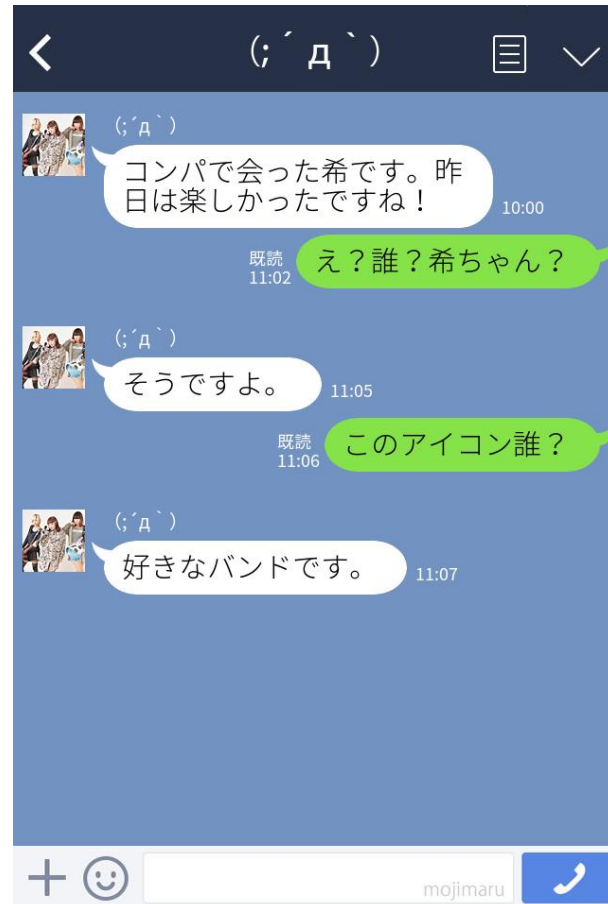 (;´д｀)
(;´д｀)
コンパで会った希です。昨
日は楽しかったですね！
10:00
え？誰？希ちゃん？
既読
11:02
(;´д｀)
そうですよ。
11:05
このアイコン誰？
既読
11:06
(;´д｀)
好きなバンドです。
11:07
mojimaru